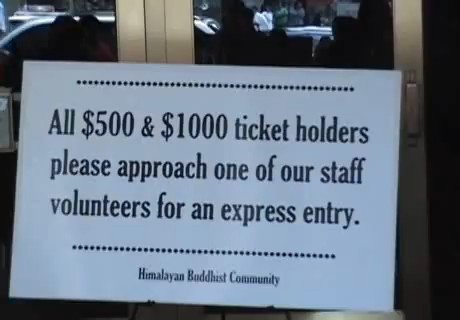 All $500 & $1000 ticket holders
please approach one of our staff
volunteers for an express entry.
Himalayan Buddhist Community